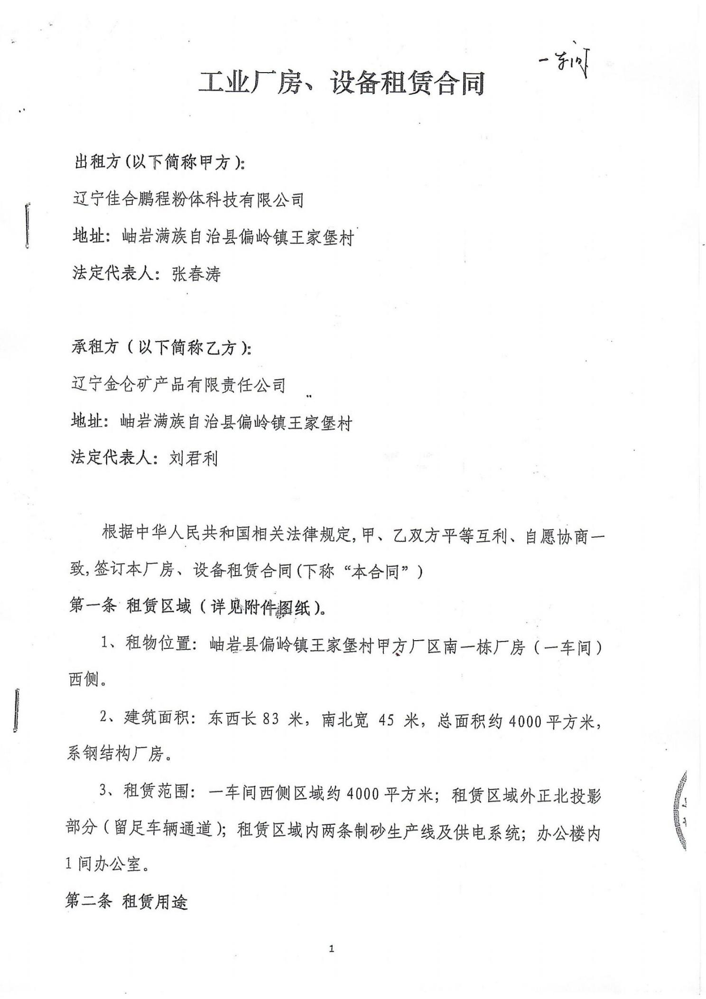 一车间
工业厂房、设备租赁合同
出租方(以下简称甲方):
辽宁佳合鹏程粉体科技有限公司
地址: 岫岩满族自治县偏岭镇王家堡村
法定代表人: 张春涛
承租方 (以下简称乙方):
辽宁金仑矿产品有限责任公司
地址: 岫岩满族自治县偏岭镇王家堡村
法定代表人: 刘君利
根据中华人民共和国相关法律规定,甲、乙双方平等互利、自愿协商一
致,签订本厂房、设备租赁合同(下称“本合同”)
第一条 租赁区域(详见附件图纸)。
1、租物位置: 岫岩县偏岭镇王家堡村甲方厂区南一栋厂房(一车间)
西侧。
2、建筑面积: 东西长 83 米, 南北宽 45 米, 总面积约 4000 平方米,
系钢结构厂房。
3、租赁范围: 一车间西侧区域约 4000 平方米; 租赁区域外正北投影
部分(留足车辆通道); 租赁区域内两条制砂生产线及供电系统; 办公楼内
1 间办公室。
第二条 租赁用途
1